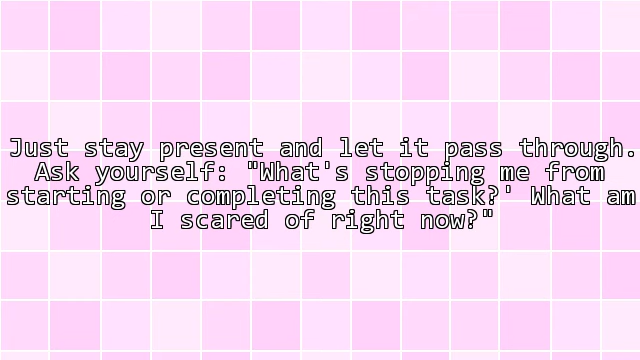 Just stay present and let it pass through.
Ask yourself: "What's stopping me from
starting or completing this task?' What am
I scared of right now?"